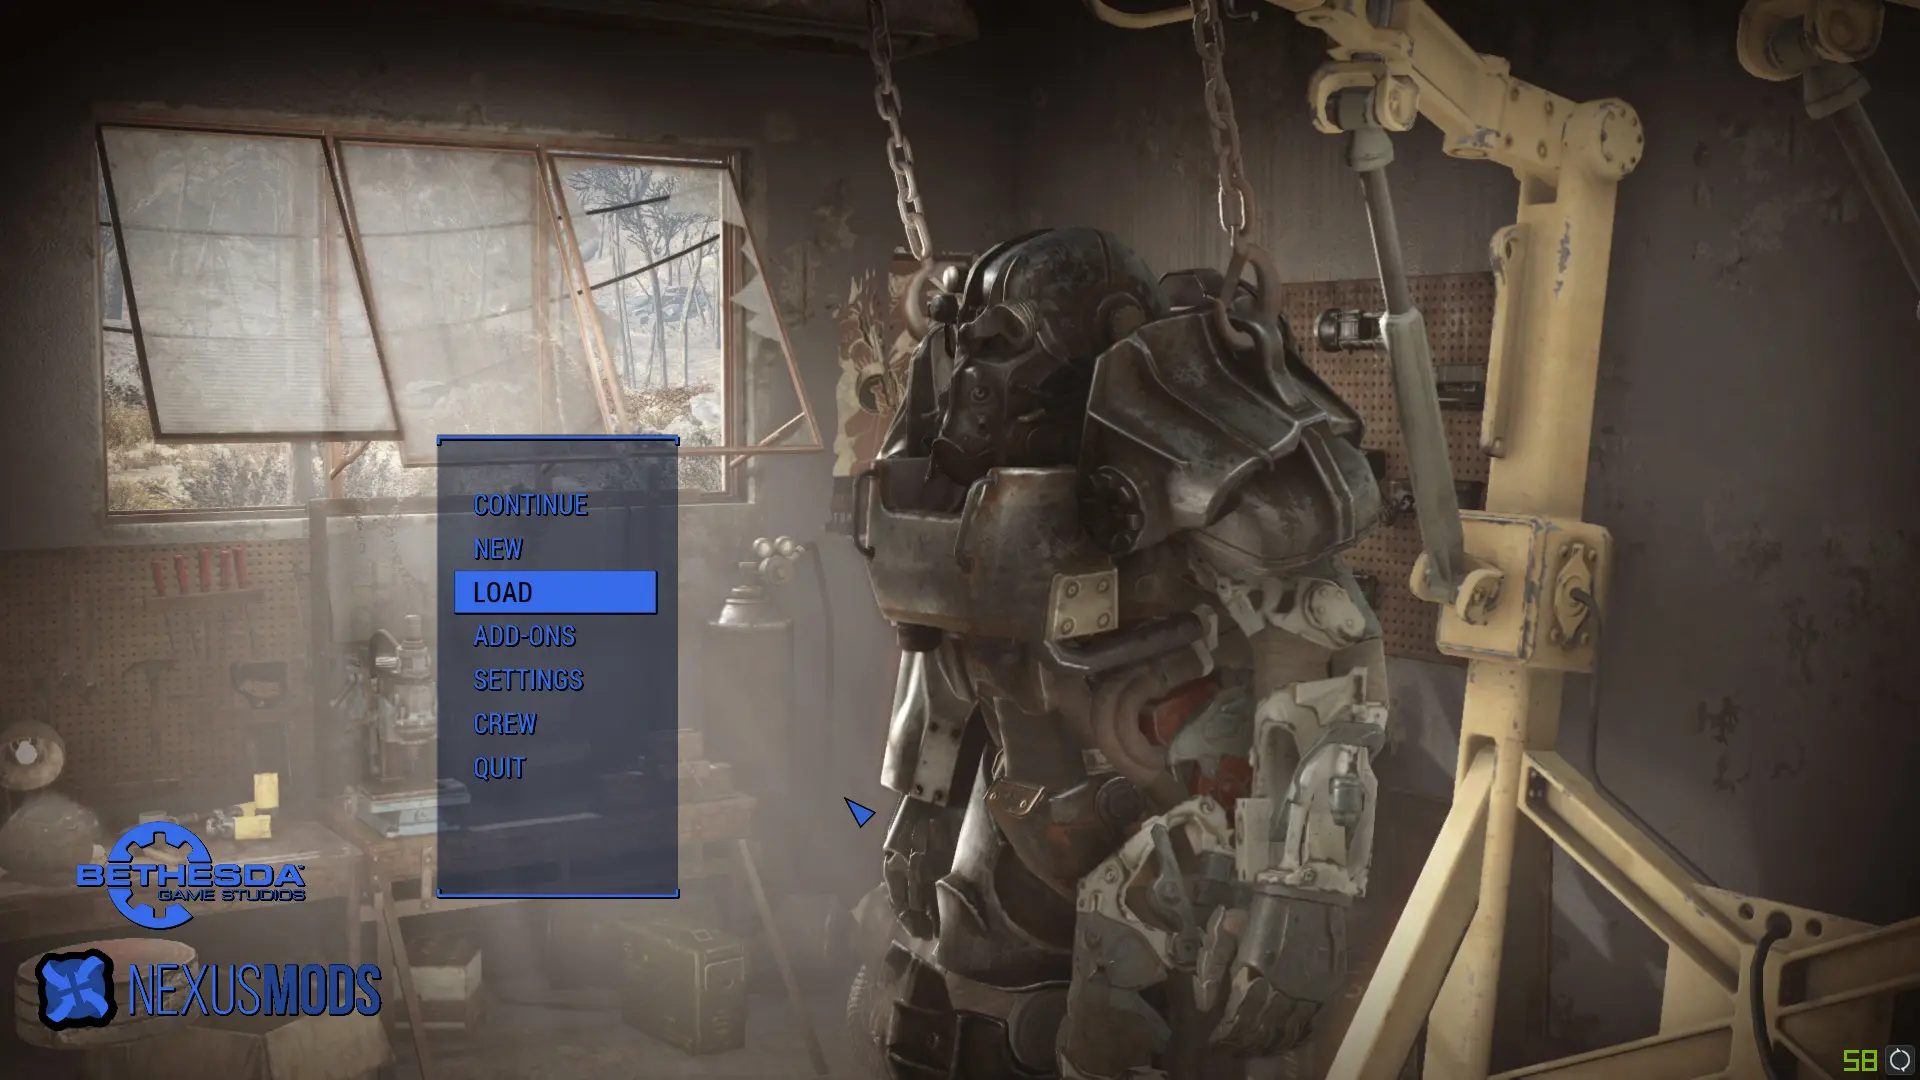 CONTINUE
NEW
LOAD
ADD-ONS
SETTINGS
CREW
QUIT
BETHESDA
GAME STUDIOS
NEXUSMODS
58